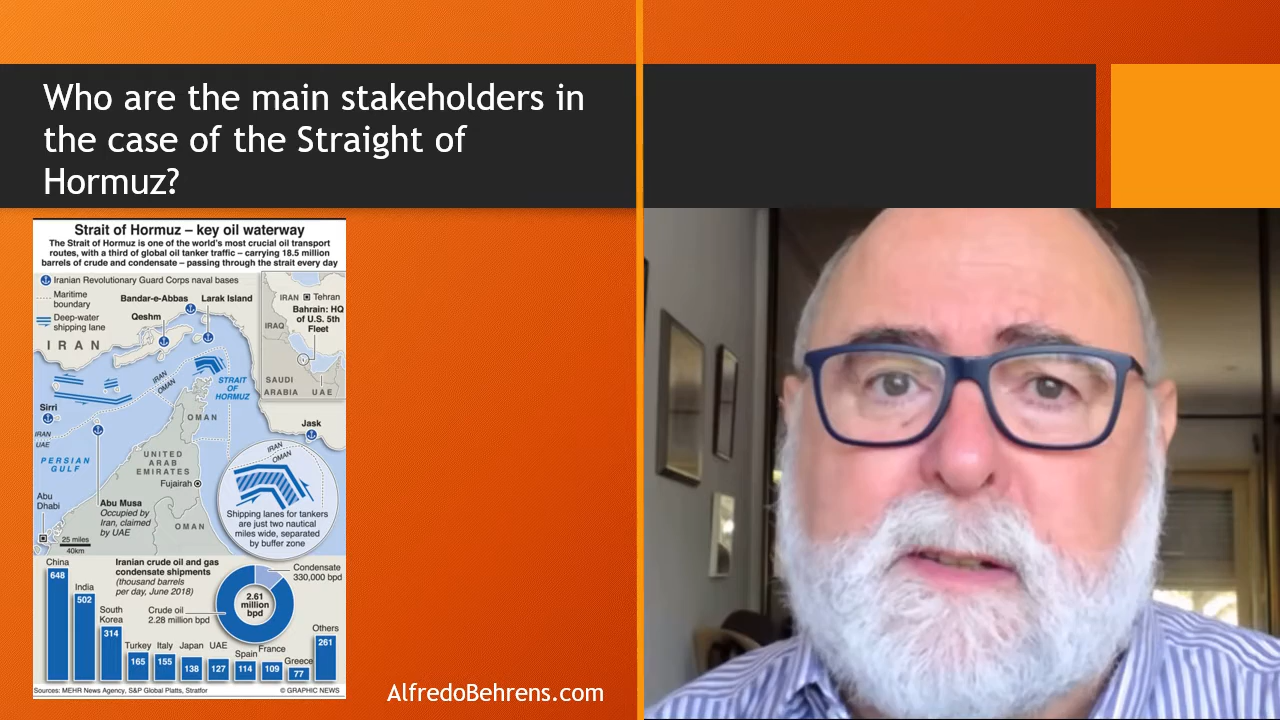 Who are the main stakeholders in
the case of the Straight of
Hormuz?
Strait of Hormuz – key oil waterway
The Strait of Hormuz is one of the world's most crucial oil transport
routes, with a third of global oil tanker traffic – carrying 18.5 million
barrels of crude and condensate – passing through the strait every day
Iranian Revolutionary Guard Corps naval bases
Maritime
boundary
Deep-water
shipping lane
Bandar-e-Abbas
Larak Island
Qeshm
IRAN
IRAN
Tehran
Bahrain: HQ
of U.S. 5th
Fleet
IRAQ
SAUDI
ARABIA
UAE
IRAN
OMAN
STRAIT
OF
HORMUZ
Sirri
IRAN
UAE
PERSIAN
GULF
OMAN
Jask
UNITED
ARAB
EMIRATES
Fujairah
Abu
Dhabi
Abu Musa
Occupied by
Iran, claimed
by UAE
OMAN
25 miles
40km
IRAN
OMAN
Shipping lanes for tankers
are just two nautical
miles wide, separated
by buffer zone
Iranian crude oil and gas
condensate shipments
(thousand barrels
per day, June 2018)
Condensate
330,000 bpd
2.61
million
bpd
Crude oil
2.28 million bpd
China
648
India
502
South
Korea
314
Turkey
165
Italy
155
Japan
138
UAE
127
Spain
114
France
109
Greece
77
Others
261
Sources: MEHR News Agency, S&P Global Platts, Stratfor
© GRAPHIC NEWS
AlfredoBehrens.com